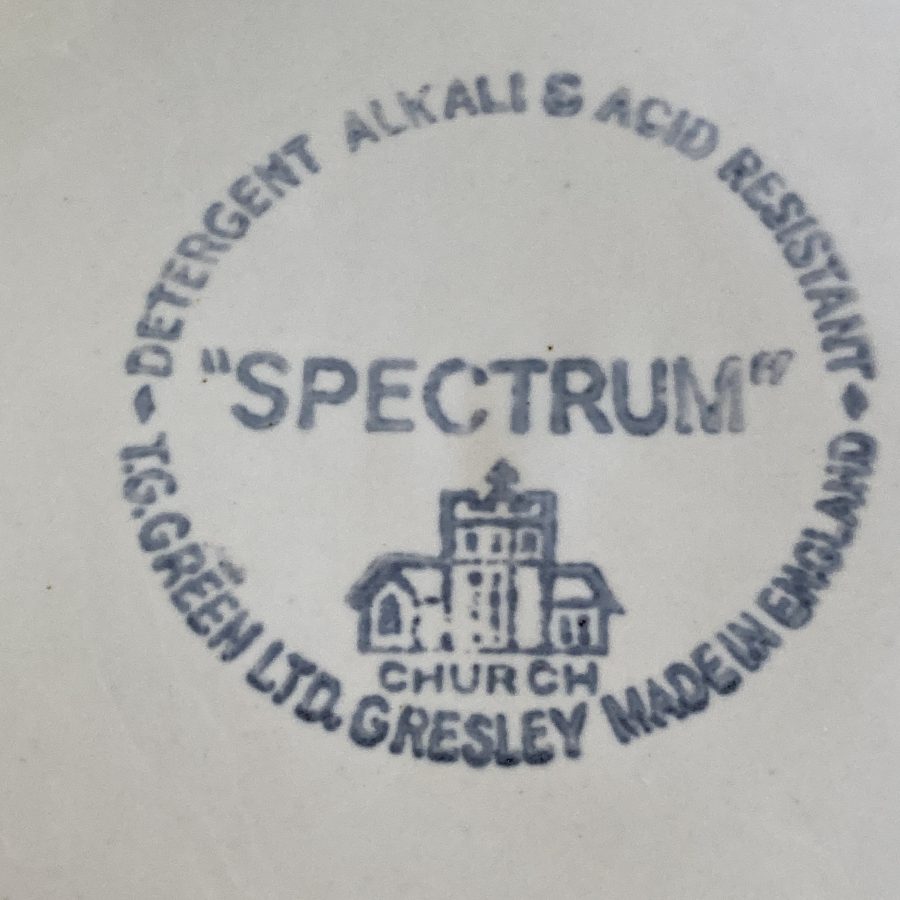 DETERGENT ALKALI & ACID RESISTANT
"SPECTRUM"
CHURCH
T.G.GREEN LTD. GRESLEY MADE IN ENGLAND